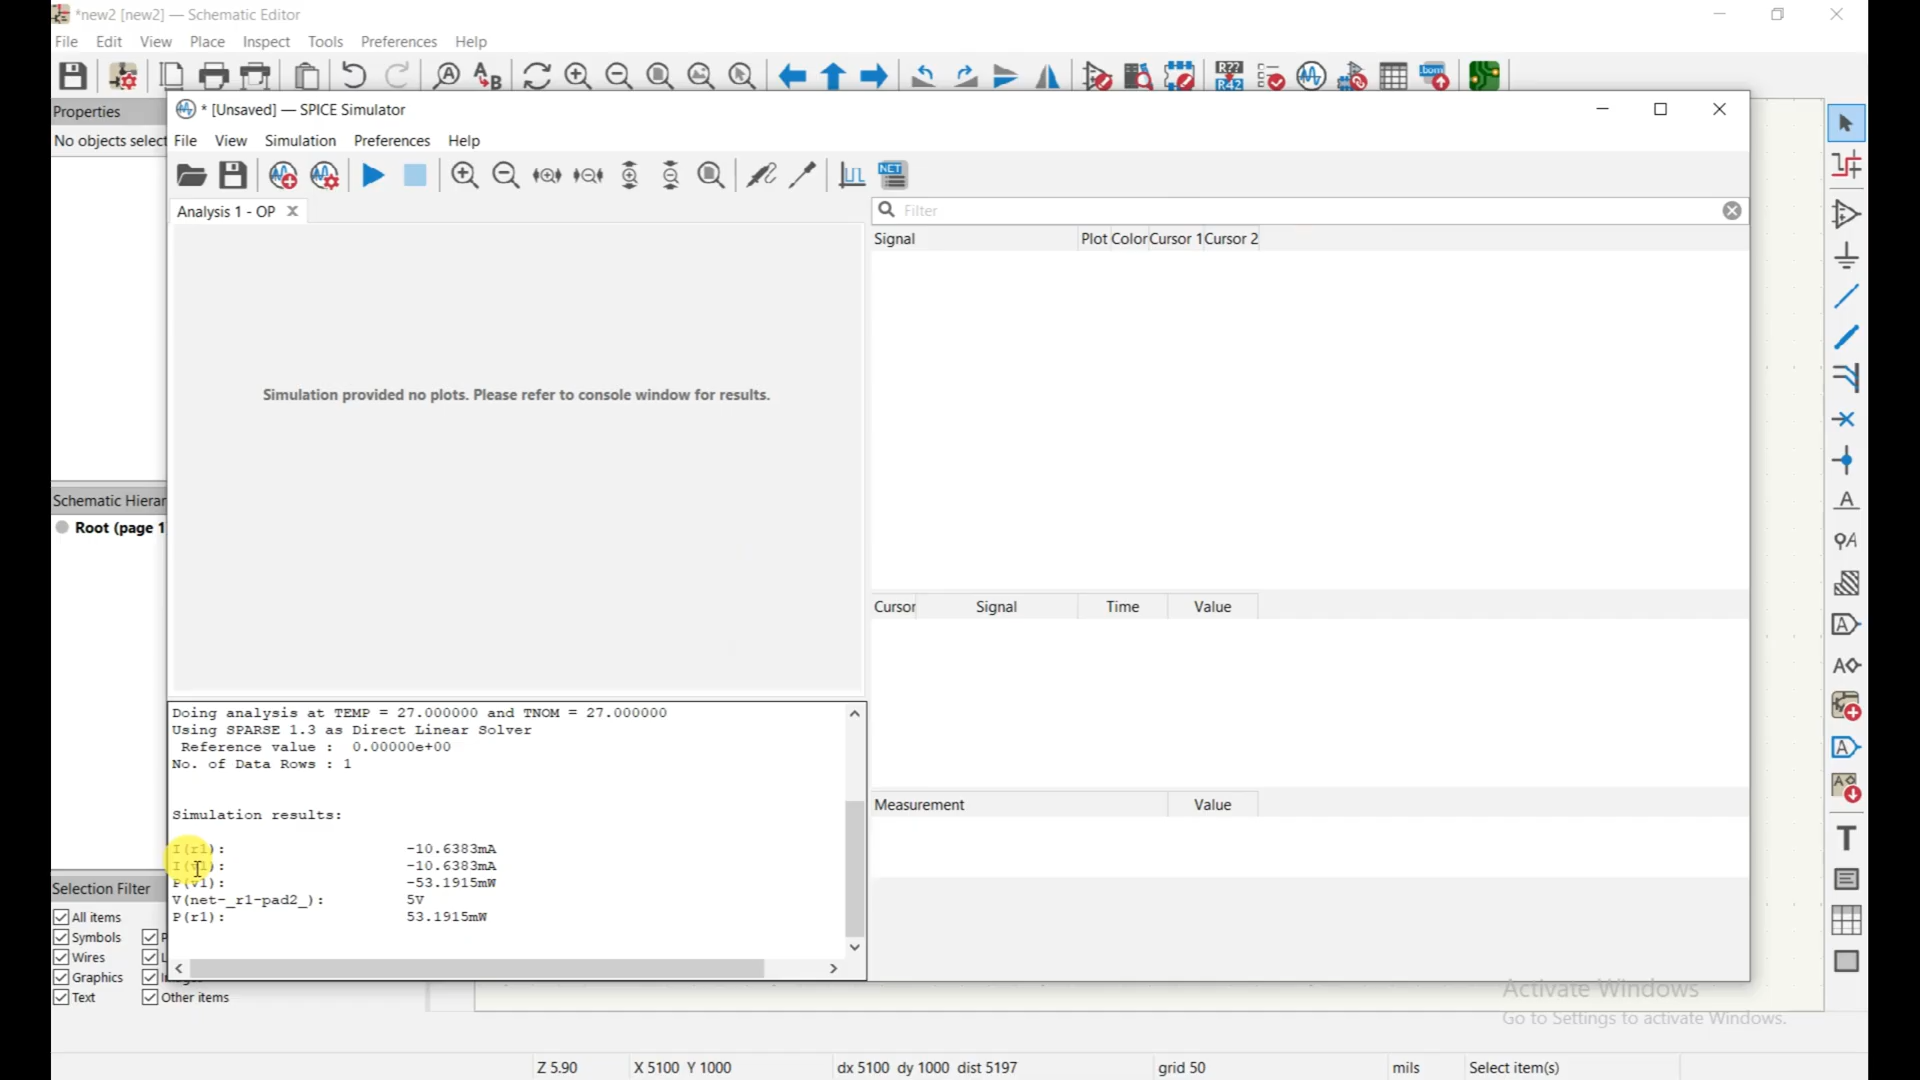 *new2 [new2] — Schematic Editor
File Edit View Place Inspect Tools Preferences Help
Properties
No objects select
* [Unsaved] — SPICE Simulator
File View Simulation Preferences Help
NET
Analysis 1 - OP
Filter
Signal Plot Color Cursor 1 Cursor 2
Simulation provided no plots. Please refer to console window for results.
Schematic Hierar
Root (page 1
Cursor Signal Time Value
Doing analysis at TEMP = 27.000000 and TNOM = 27.000000
Using SPARSE 1.3 as Direct Linear Solver
Reference value : 0.00000e+00
No. of Data Rows : 1
Simulation results:
I(r1): -10.6383mA
I(v1): -10.6383mA
P(v1): -53.1915mW
V(net-_r1-pad2_): 5V
P(r1): 53.1915mW
Measurement Value
Selection Filter
All items
Symbols P
Wires L
Graphics
Text Other items
Activate Windows
Go to Settings to activate Windows.
Z 5.90 X 5100 Y 1000 dx 5100 dy 1000 dist 5197 grid 50 mils Select item(s)